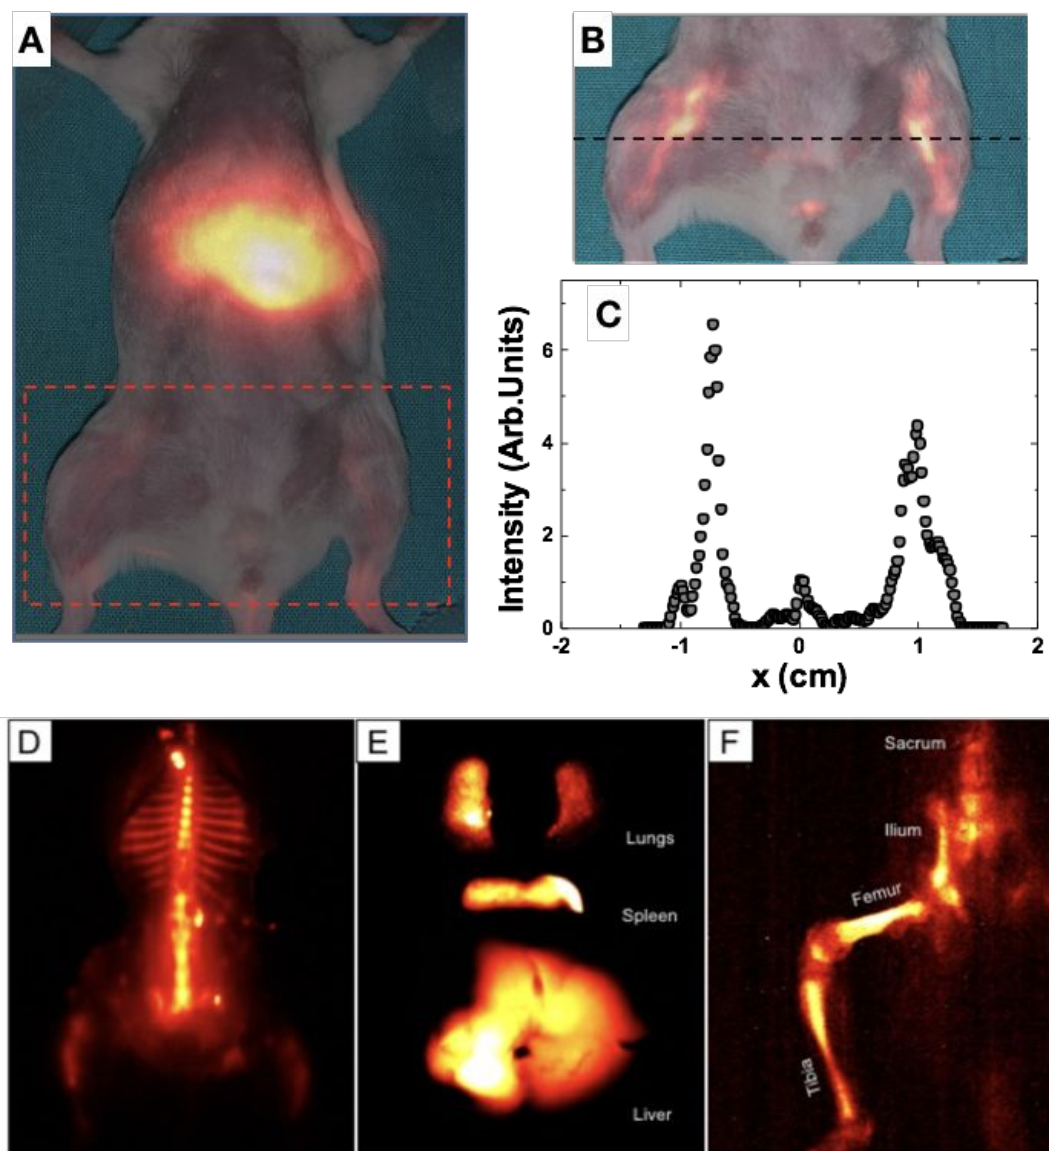 A
B
C
Intensity (Arb.Units)
6
4
2
0
-2
-1
0
1
2
x (cm)
D
E
Lungs
Spleen
Liver
F
Sacrum
Ilium
Femur
Tibia